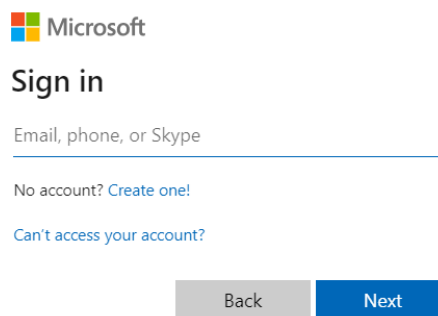 Microsoft
Sign in
Email, phone, or Skype
No account? Create one!
Can't access your account?
Back Next